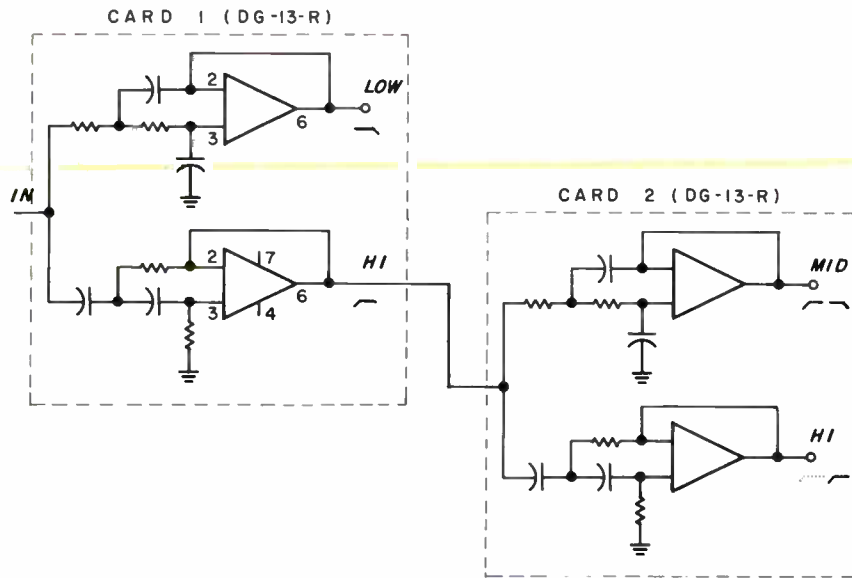 CARD 1 (DG-13-R)
2
LOW
6
3
IN
CARD 2 (DG-13-R)
2
7
HI
MID
3
4
6
HI